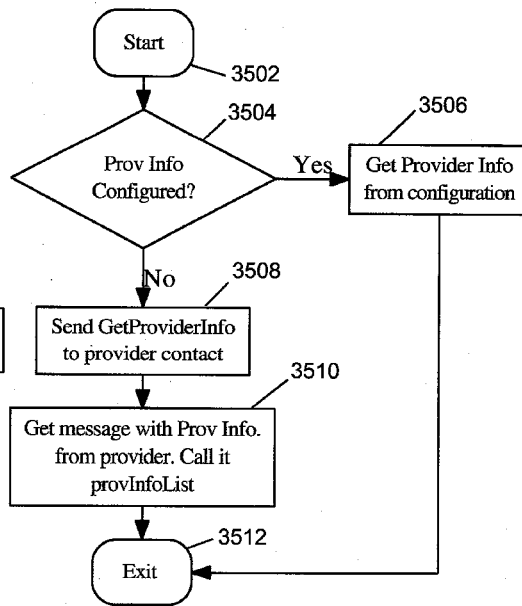 Start
3502
3504
3506
Prov Info
Configured?
Yes
Get Provider Info
from configuration
No
3508
Send GetProviderInfo
to provider contact
3510
Get message with Prov Info.
from provider. Call it
provInfoList
3512
Exit